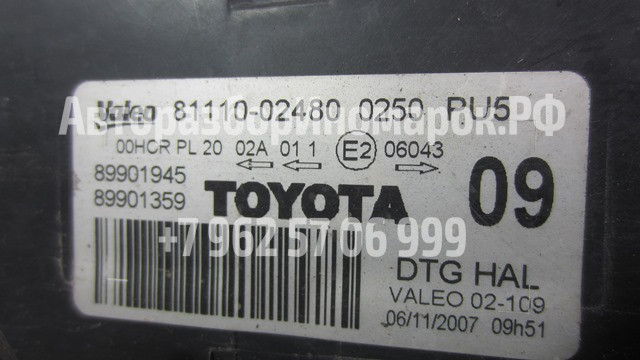 Valeo 81110-02480 0250 PU5
00HCR PL 20 02A 01 1 E2 06043
89901945
89901359
TOYOTA
09
DTG HAL
VALEO 02-109
06/11/2007 09h51
Авторазбориномарок.РФ
+7 962 57 06 999